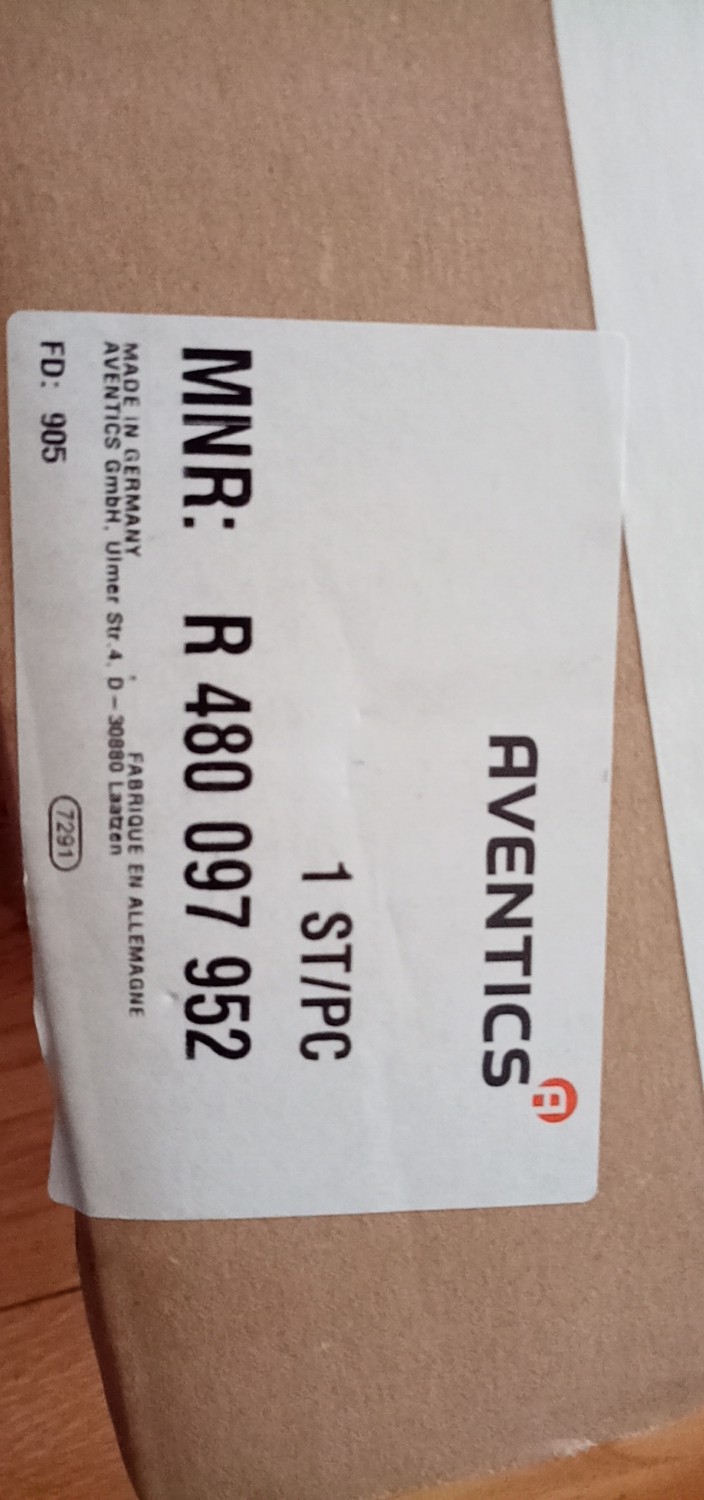 AVENTICS
1 ST/PC
MNR: R 480 097 952
MADE IN GERMANY FABRIQUE EN ALLEMAGNE
AVENTICS GmbH, Ulmer Str.4, D-30880 Laatzen
FD: 905 7291